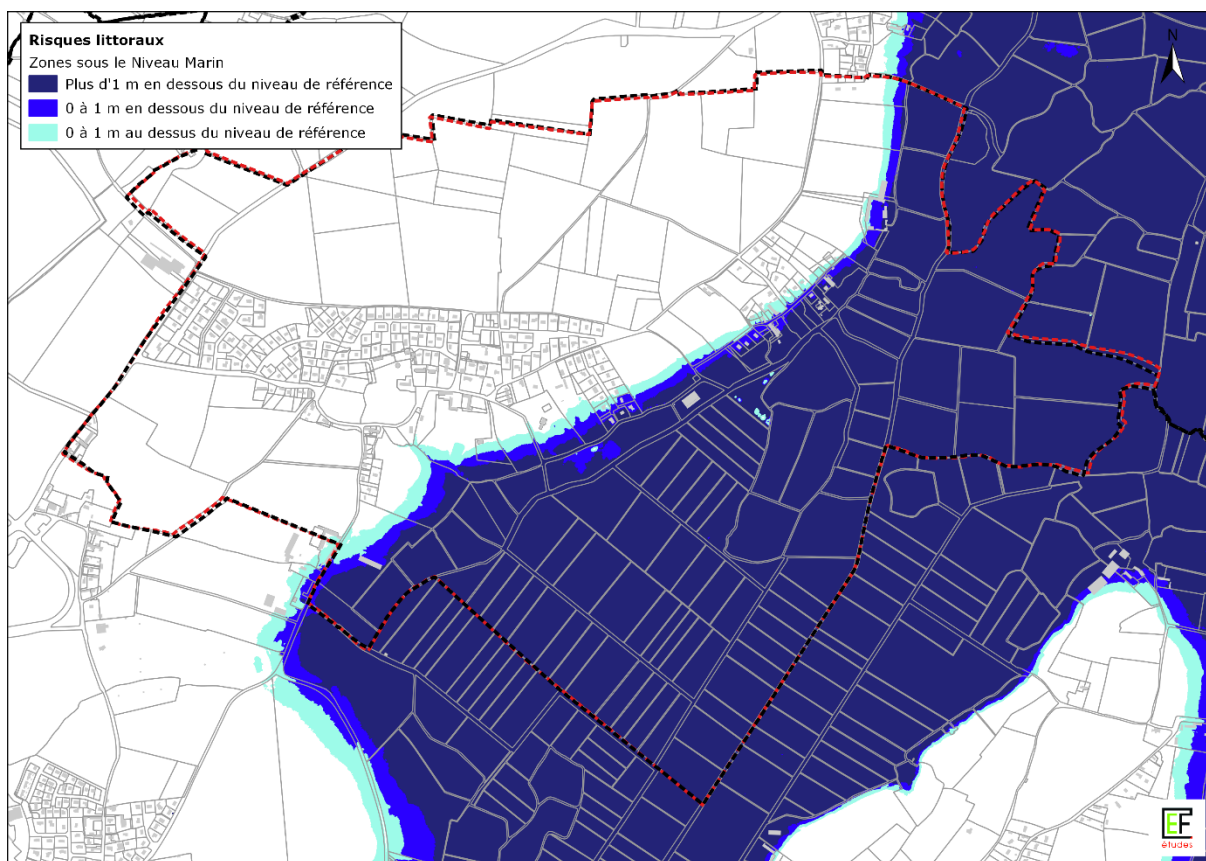 Risques littoraux
Zones sous le Niveau Marin
Plus d'1 m en dessous du niveau de référence
0 à 1 m en dessous du niveau de référence
0 à 1 m au dessus du niveau de référence
N
EF
études